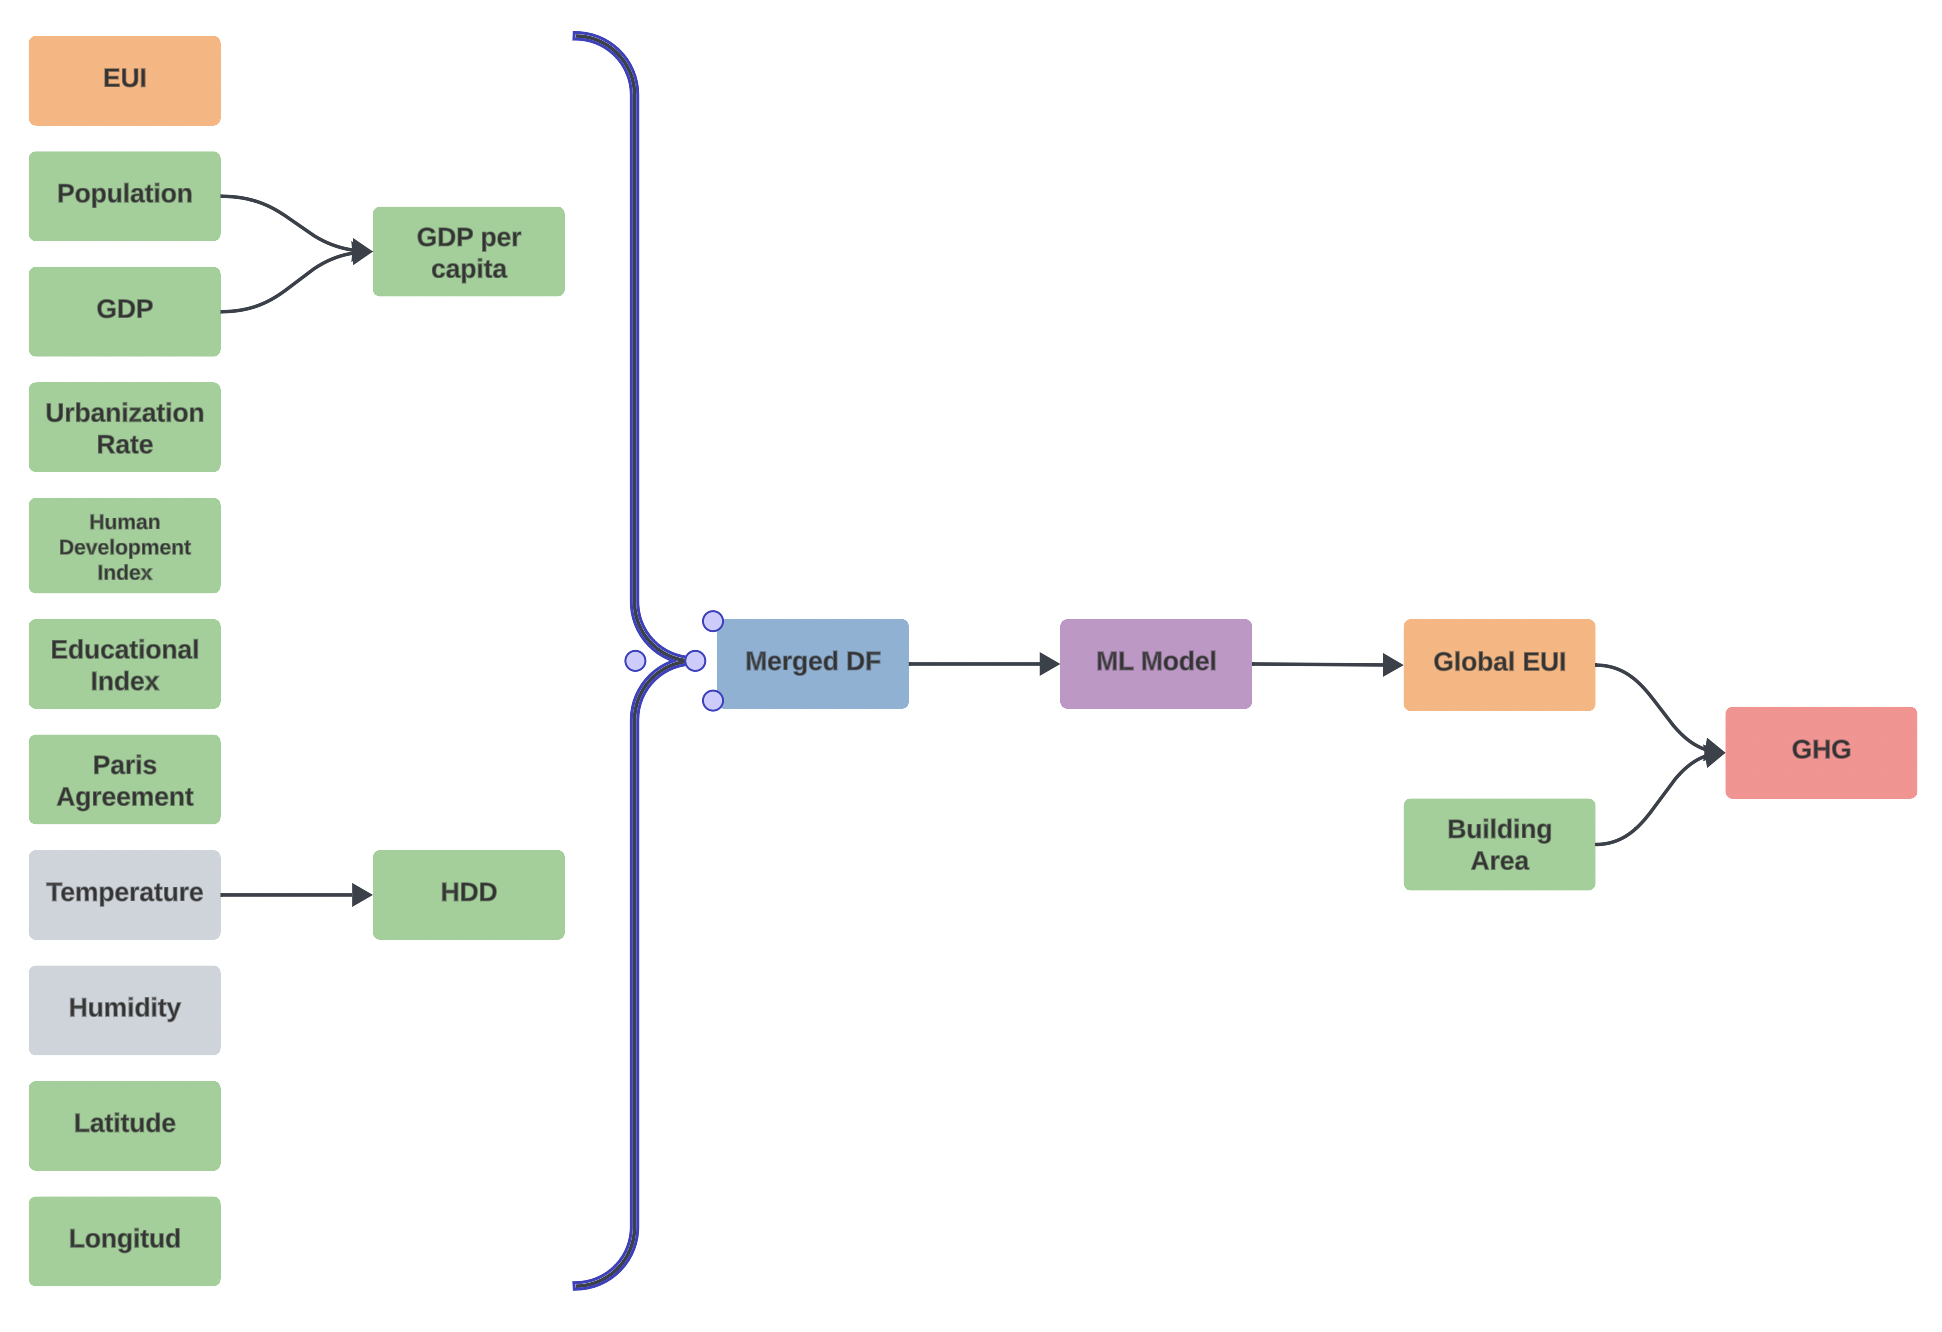 EUI
Population
GDP
GDP per
capita
Urbanization
Rate
Human
Development
Index
Educational
Index
Paris
Agreement
Temperature
HDD
Humidity
Latitude
Longitud
Merged DF
ML Model
Global EUI
Building
Area
GHG